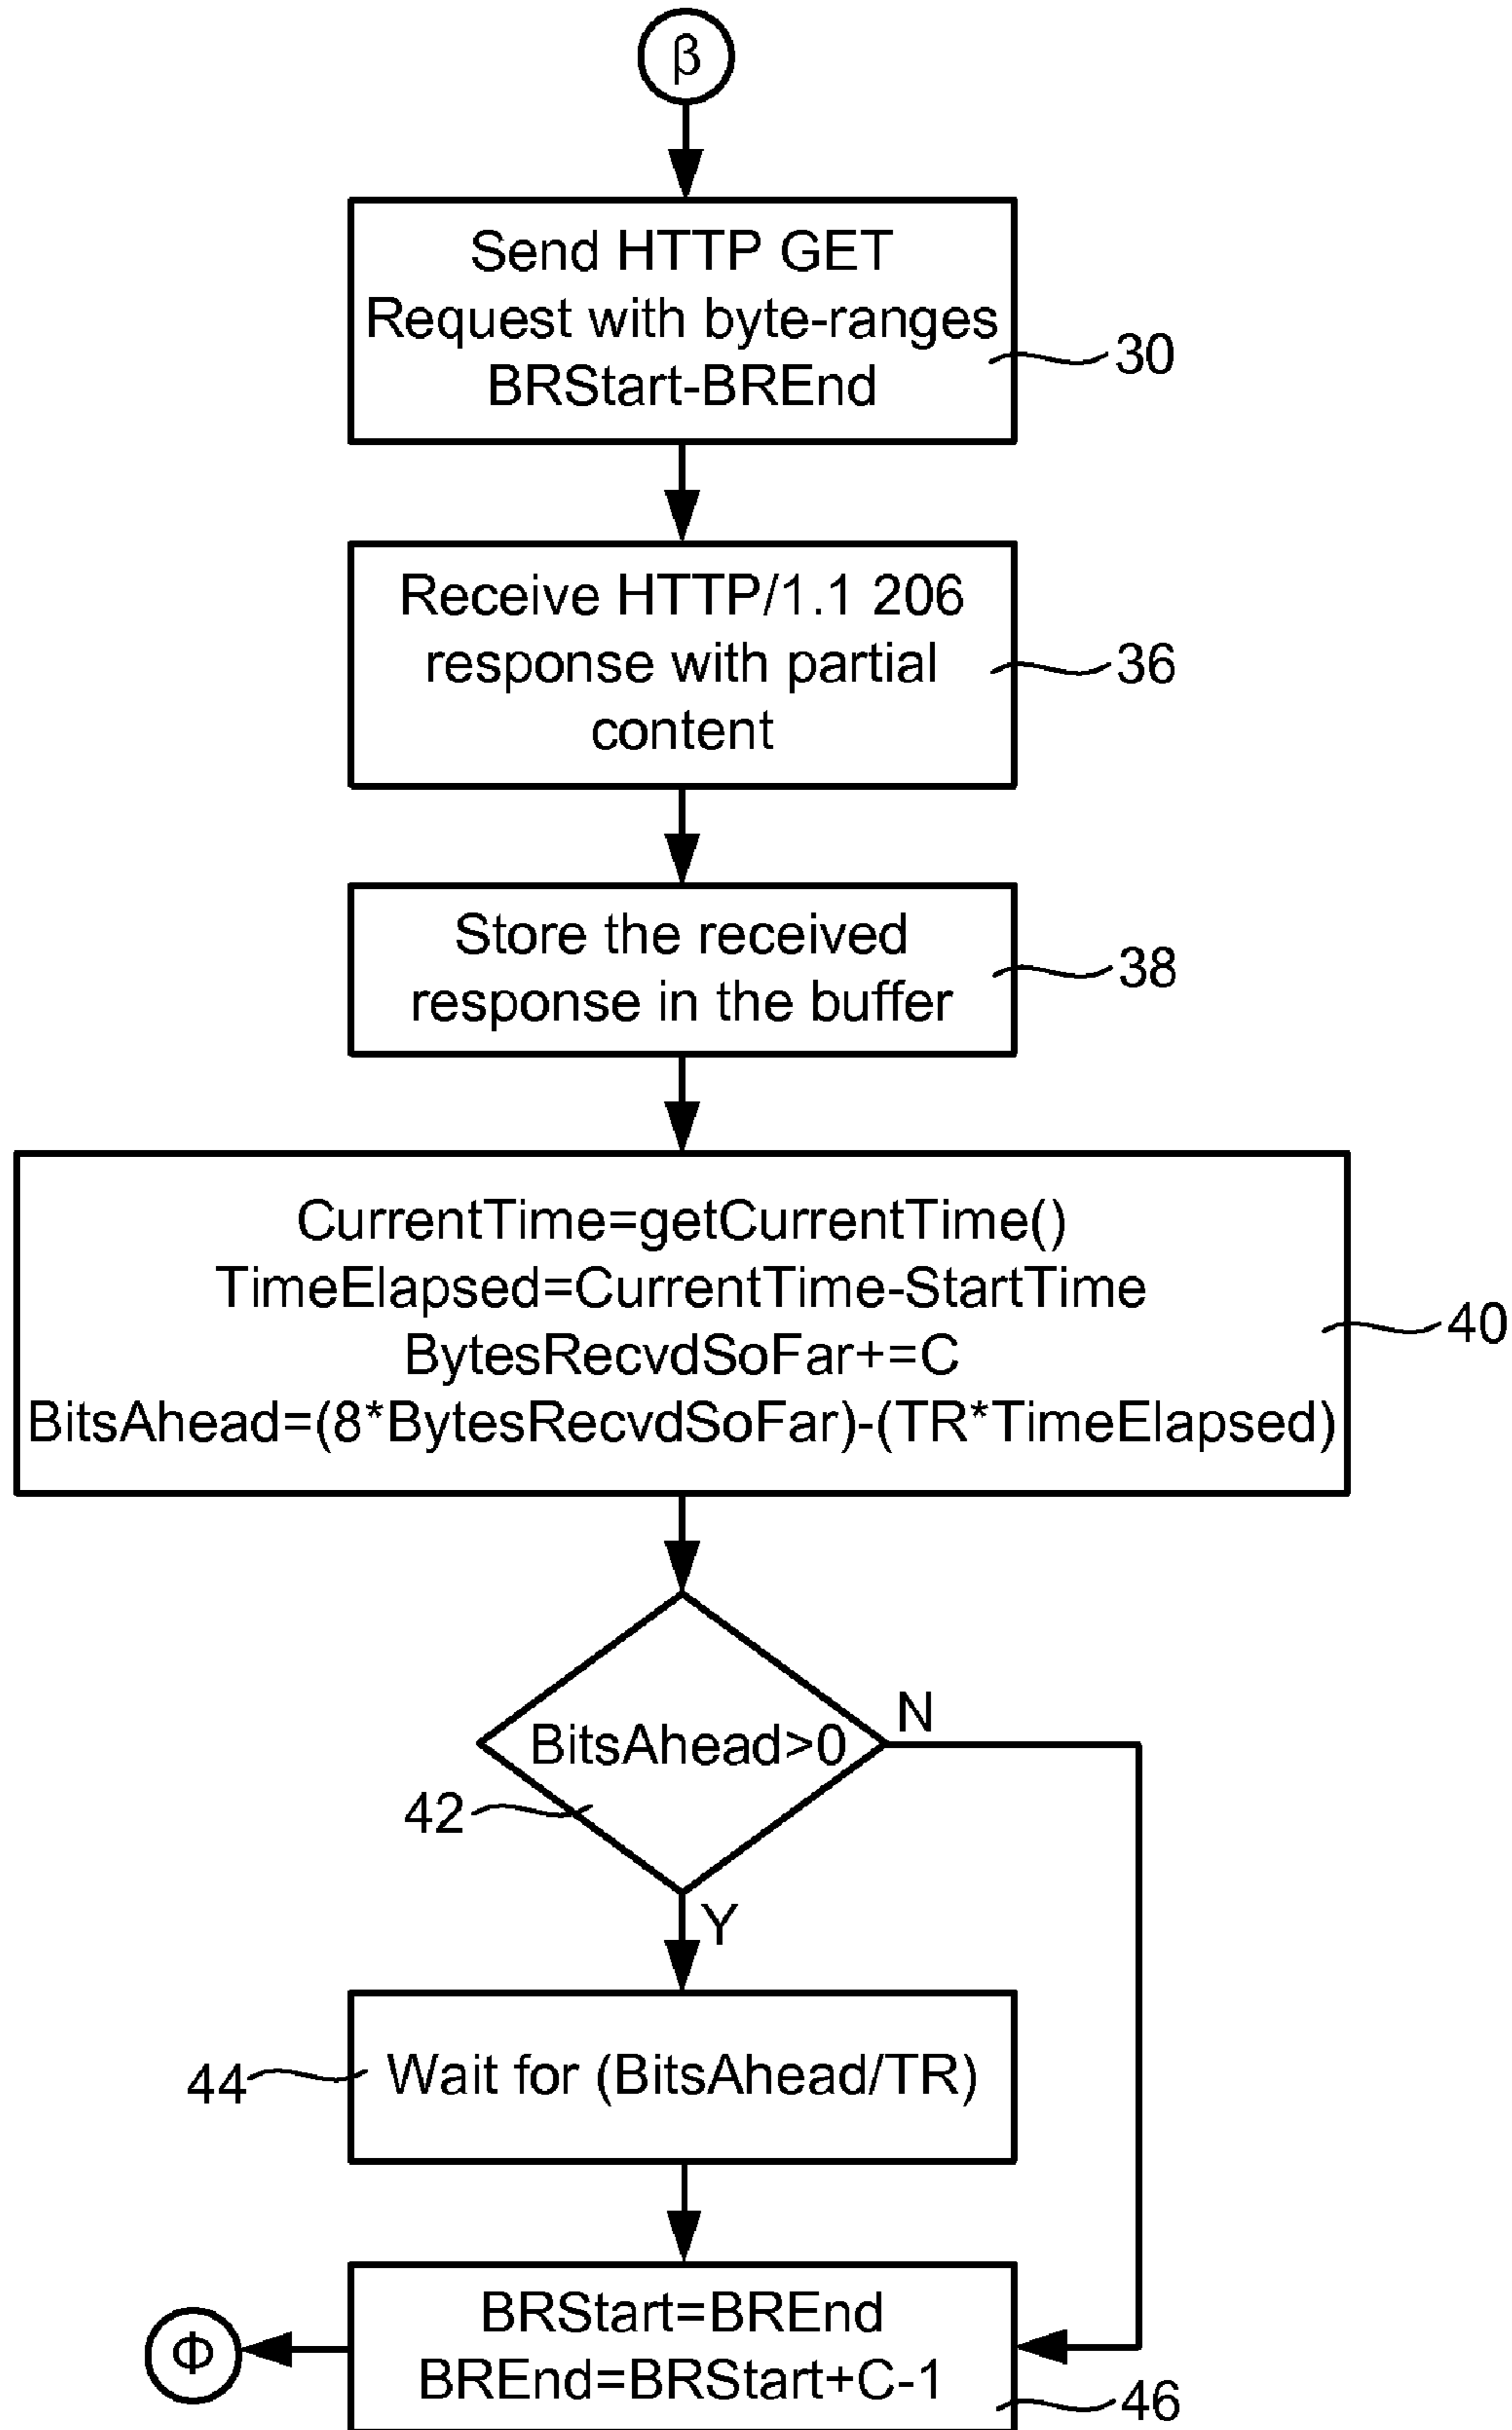 β
Send HTTP GET
Request with byte-ranges
BRStart-BREnd
30
Receive HTTP/1.1 206
response with partial
content
36
Store the received
response in the buffer
38
CurrentTime=getCurrentTime()
TimeElapsed=CurrentTime-StartTime
BytesRecvdSoFar+=C
BitsAhead=(8*BytesRecvdSoFar)-(TR*TimeElapsed)
40
BitsAhead>0
N
42
Y
Wait for (BitsAhead/TR)
44
BRStart=BREnd
BREnd=BRStart+C-1
Φ
46